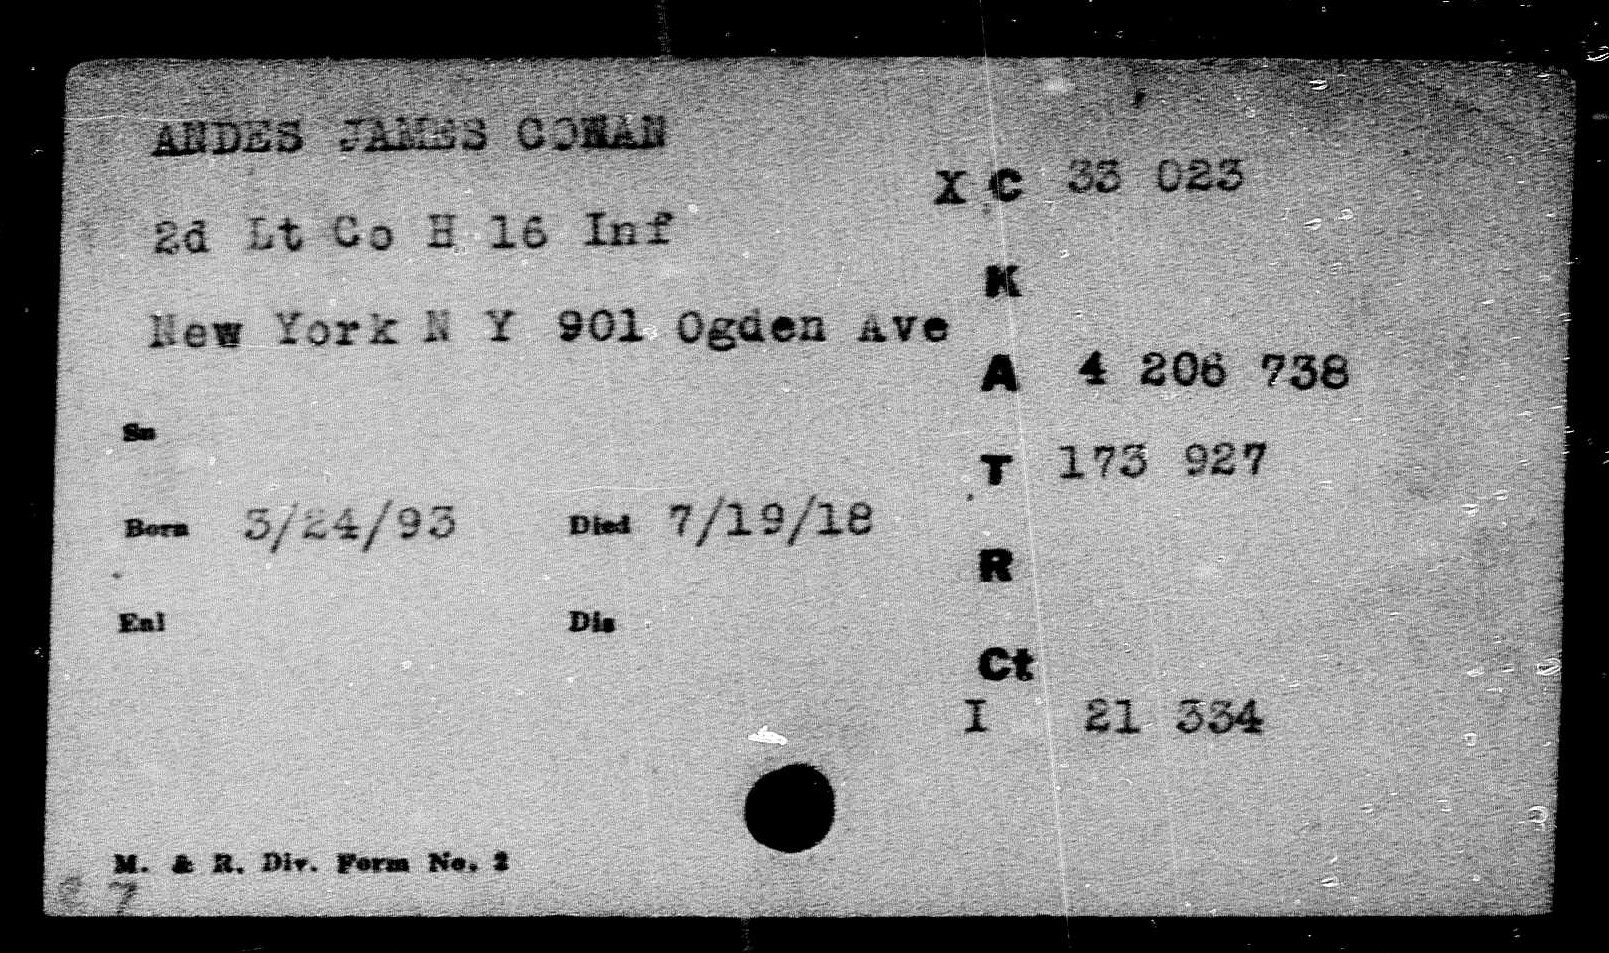 ANDES JAMES COWAN
X C 33 023
2d Lt Co H 16 Inf
K
New York N Y 901 Ogden Ave
A 4 206 738
Sn
T 173 927
Born 3/24/93 Died 7/19/18
R
Enl Dis
Ct
I 21 334
M. & R. Div. Form No. 2
7